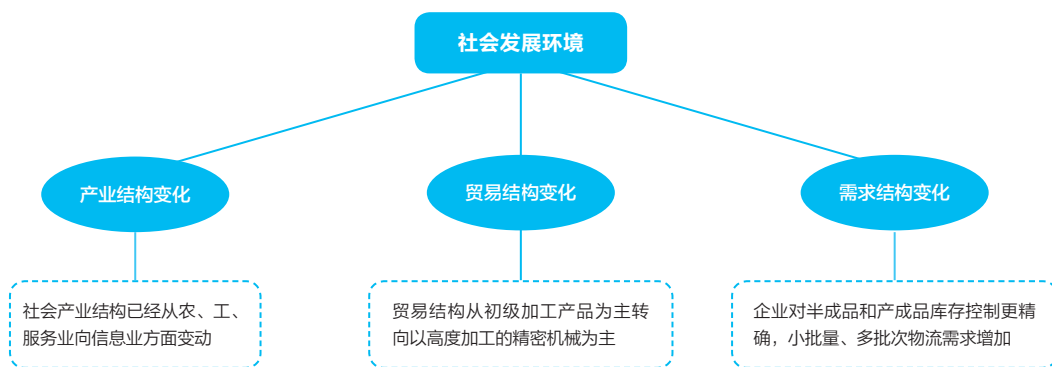 社会发展环境
产业结构变化
贸易结构变化
需求结构变化
社会产业结构已经从农、工、
服务业向信息业方面变动
贸易结构从初级加工产品为主转
向以高度加工的精密机械为主
企业对半成品和产成品库存控制更精
确，小批量、多批次物流需求增加